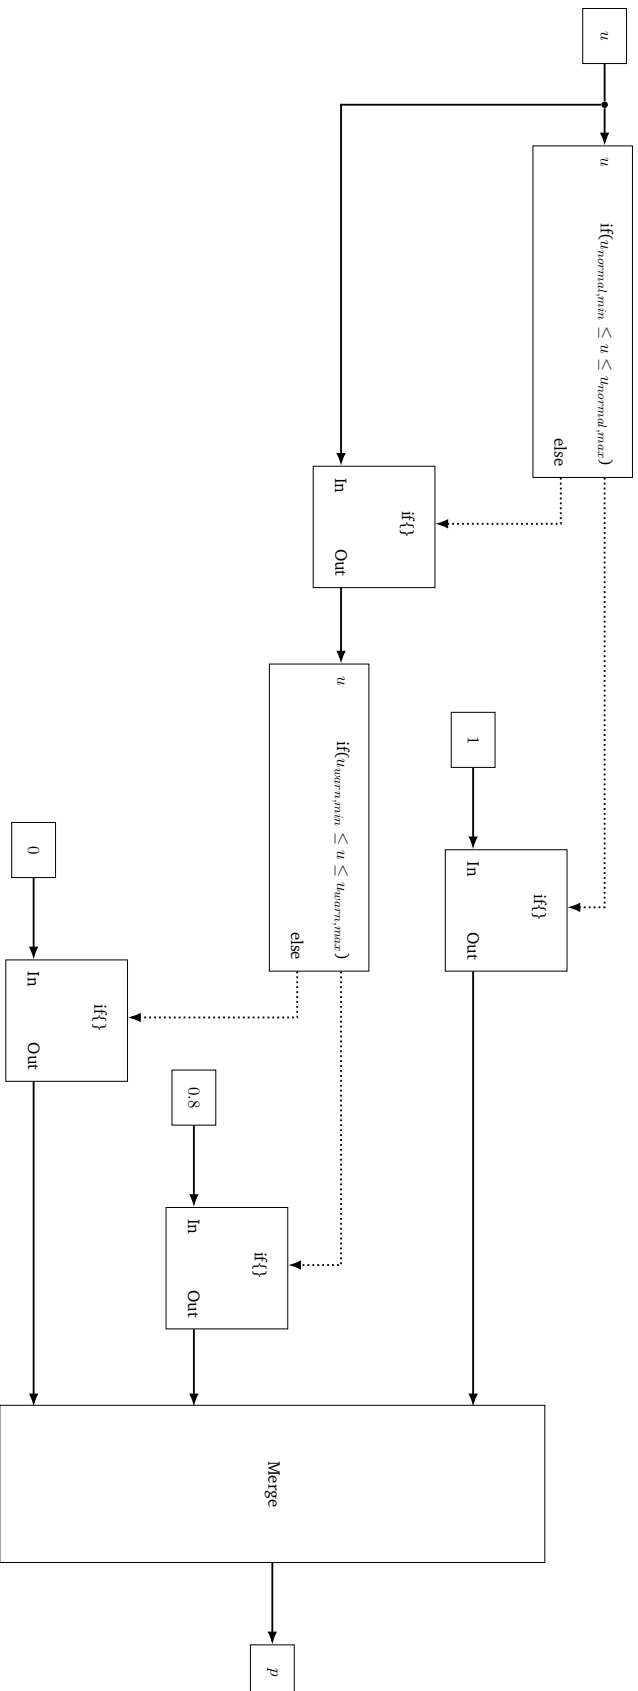 u
u
if(u_{normal,min} ≤ u ≤ u_{normal,max})
else
if{}
In
Out
1
if{}
In
Out
u
if(u_{warn,min} ≤ u ≤ u_{warn,max})
else
0.8
if{}
In
Out
0
if{}
In
Out
Merge
p